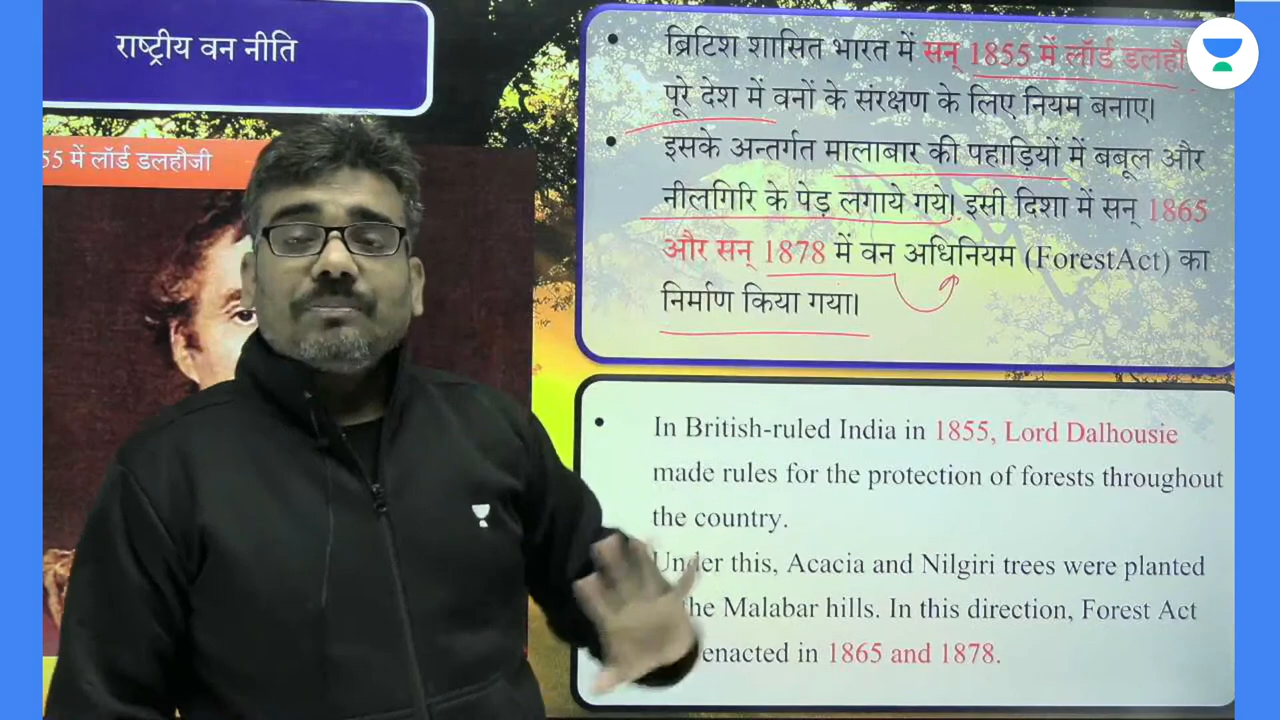 राष्ट्रीय वन नीति
55 में लॉर्ड डलहौजी
ब्रिटिश शासित भारत में सन् 1855 में लॉर्ड
पूरे देश में वनों के संरक्षण के लिए नियम बनाए।
इसके अन्तर्गत मालाबार की पहाड़ियों में बबूल और
नीलगिरि के पेड़ लगाये गये। इसी दिशा में सन् 1865
और सन् 1878 में वन अधिनियम (ForestAct) का
निर्माण किया गया।
In British-ruled India in 1855, Lord Dalhousie
made rules for the protection of forests throughout
the country.
Under this, Acacia and Nilgiri trees were planted
the Malabar hills. In this direction, Forest Act
enacted in 1865 and 1878.